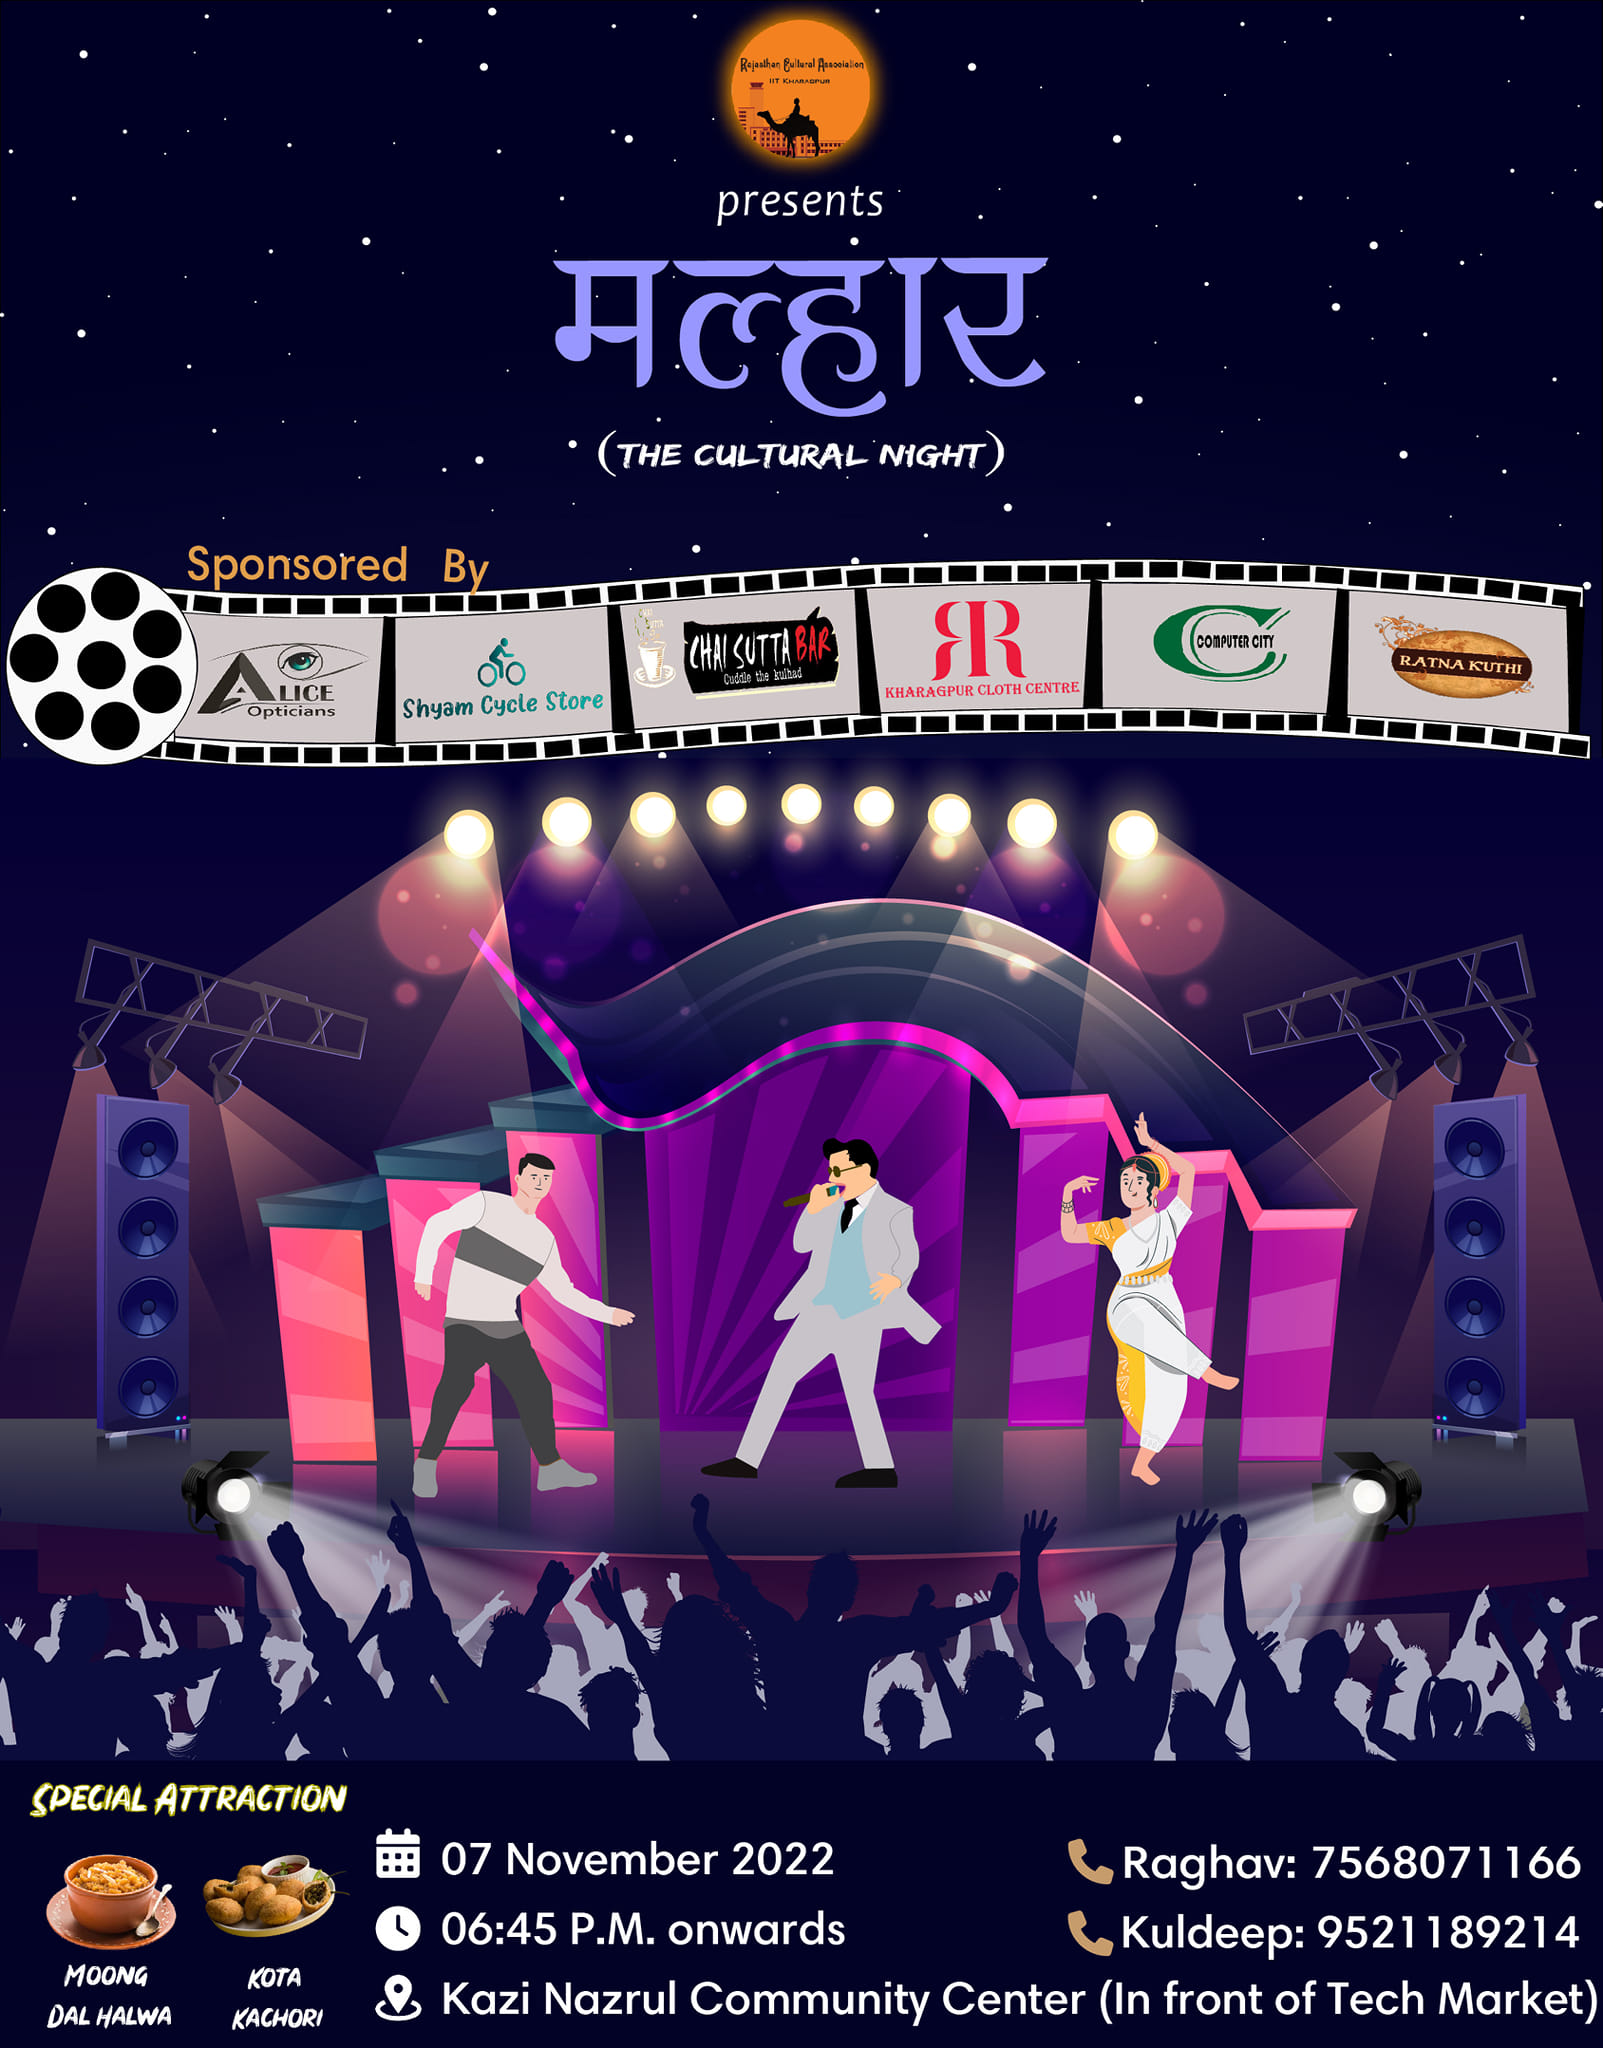 Rajasthan Cultural Association
IIT KHARAGPUR
presents
मल्हार
(THE CULTURAL NIGHT)
Sponsored By
ALICE
Opticians
Shyam Cycle Store
CHAI SUTTA BAR
Cuddle the kulhad
RR
KHARAGPUR CLOTH CENTRE
COMPUTER CITY
RATNA KUTHI
SPECIAL ATTRACTION
MOONG
DAL HALWA
KOTA
KACHORI
07 November 2022
06:45 P.M. onwards
Kazi Nazrul Community Center (In front of Tech Market)
Raghav: 7568071166
Kuldeep: 9521189214